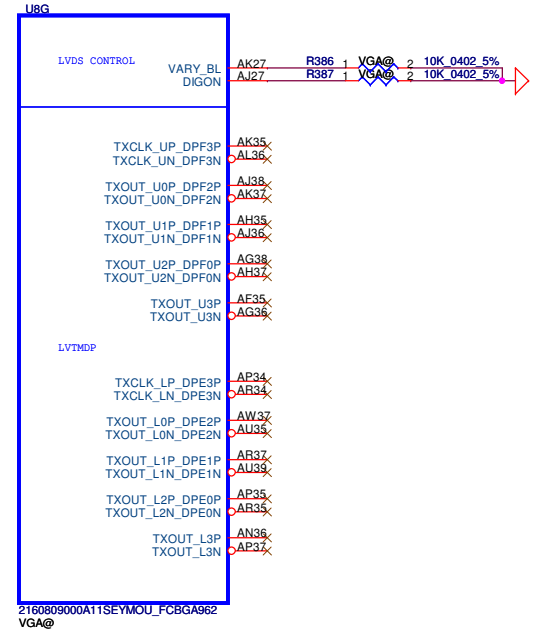 U8G
LVDS CONTROL
VARY_BL AK27 R386 1 VGA@ 2 10K_0402_5%
DIGON AJ27 R387 1 VGA@ 2 10K_0402_5%
TXCLK_UP_DPF3P AK35
TXCLK_UN_DPF3N AL36
TXOUT_U0P_DPF2P AJ38
TXOUT_U0N_DPF2N AK37
TXOUT_U1P_DPF1P AH35
TXOUT_U1N_DPF1N AJ36
TXOUT_U2P_DPF0P AG38
TXOUT_U2N_DPF0N AH37
TXOUT_U3P AF35
TXOUT_U3N AG36
LVTMDP
TXCLK_LP_DPE3P AP34
TXCLK_LN_DPE3N AR34
TXOUT_L0P_DPE2P AW37
TXOUT_L0N_DPE2N AU35
TXOUT_L1P_DPE1P AR37
TXOUT_L1N_DPE1N AU39
TXOUT_L2P_DPE0P AP35
TXOUT_L2N_DPE0N AR35
TXOUT_L3P AN36
TXOUT_L3N AP37
2160809000A11SEYMOU_FCBGA962
VGA@